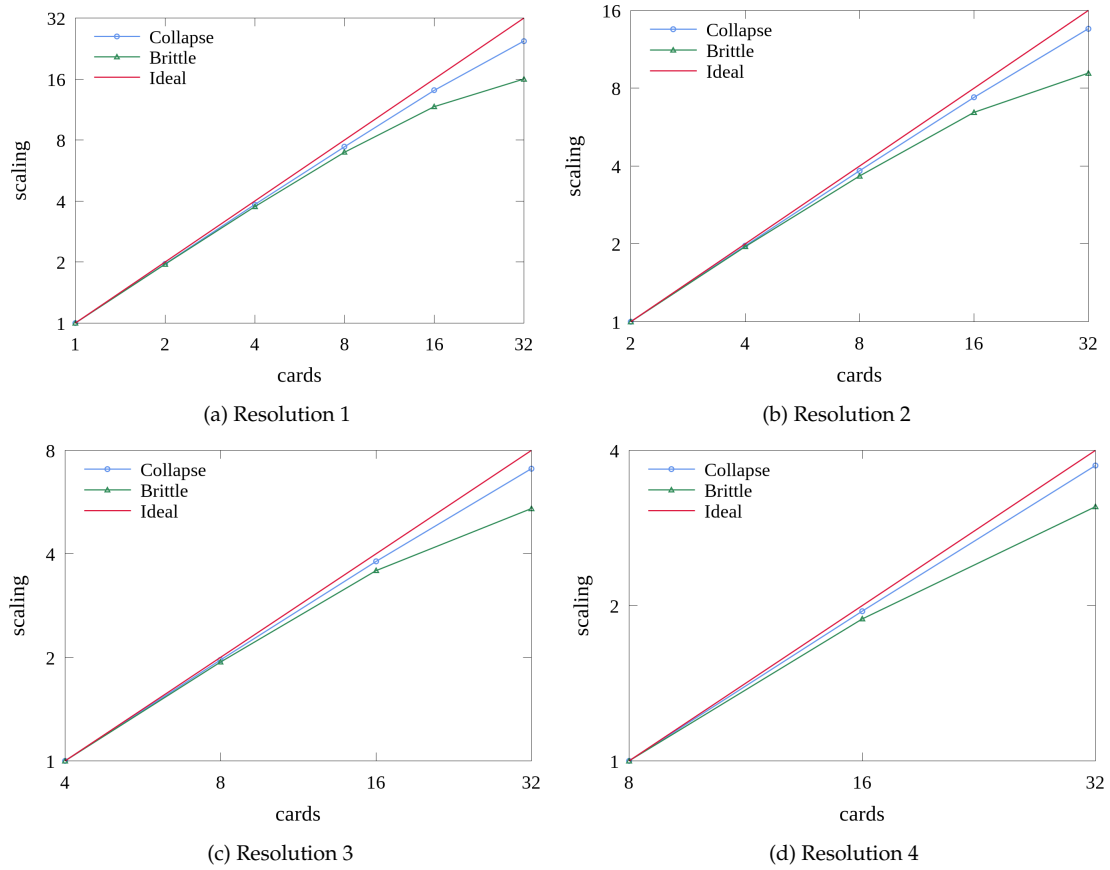 32
16
8
4
2
1
scaling
Collapse
Brittle
Ideal
1 2 4 8 16 32
cards
(a) Resolution 1
16
8
4
2
1
scaling
Collapse
Brittle
Ideal
2 4 8 16 32
cards
(b) Resolution 2
8
4
2
1
scaling
Collapse
Brittle
Ideal
4 8 16 32
cards
(c) Resolution 3
4
2
1
scaling
Collapse
Brittle
Ideal
8 16 32
cards
(d) Resolution 4